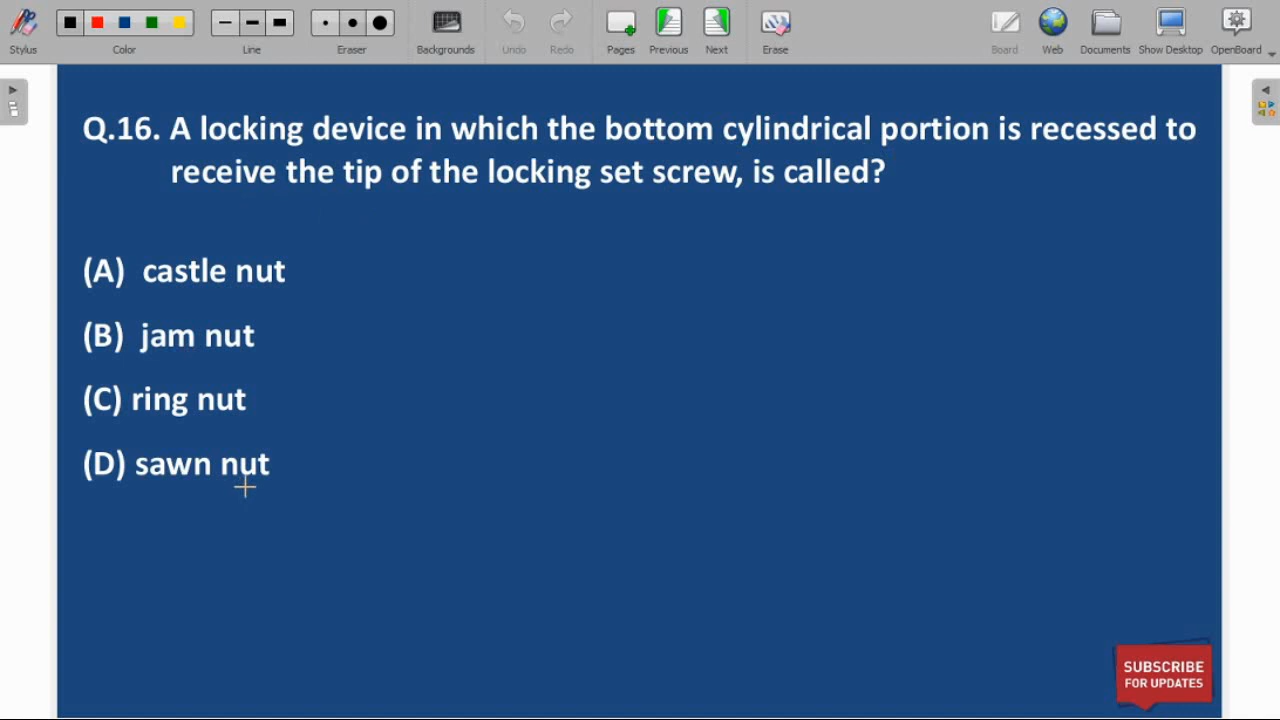 Stylus
Color
Line
Eraser
Backgrounds
Undo
Redo
Pages
Previous
Next
Erase
Board
Web
Documents
Show Desktop
OpenBoard
Q.16. A locking device in which the bottom cylindrical portion is recessed to
receive the tip of the locking set screw, is called?
(A) castle nut
(B) jam nut
(C) ring nut
(D) sawn nut
SUBSCRIBE
FOR UPDATES